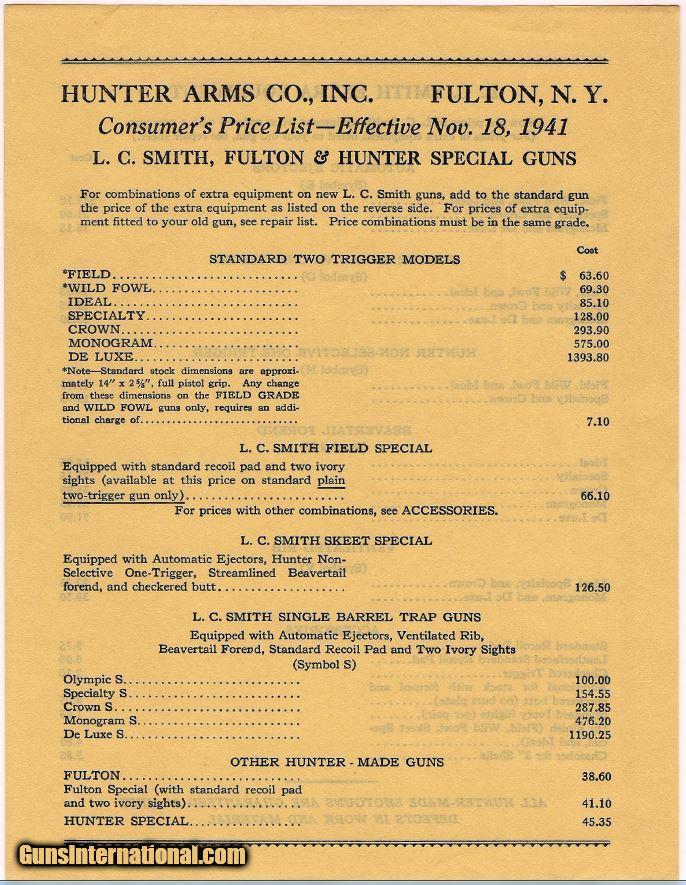 HUNTER ARMS CO., INC. FULTON, N. Y.
Consumer's Price List—Effective Nov. 18, 1941
L. C. SMITH, FULTON & HUNTER SPECIAL GUNS
For combinations of extra equipment on new L. C. Smith guns, add to the standard gun
the price of the extra equipment as listed on the reverse side. For prices of extra equip-
ment fitted to your old gun, see repair list. Price combinations must be in the same grade.
Cost
STANDARD TWO TRIGGER MODELS
*FIELD.............................. $ 63.60
*WILD FOWL........................ 69.30
IDEAL.............................. 85.10
SPECIALTY......................... 128.00
CROWN............................. 293.90
MONOGRAM........................ 575.00
DE LUXE........................... 1393.80
*Note—Standard stock dimensions are approxi-
mately 14" x 2⅝", full pistol grip. Any change
from these dimensions on the FIELD GRADE
and WILD FOWL guns only, requires an addi-
tional charge of............................ 7.10
L. C. SMITH FIELD SPECIAL
Equipped with standard recoil pad and two ivory
sights (available at this price on standard plain
two-trigger gun only)......................... 66.10
For prices with other combinations, see ACCESSORIES.
L. C. SMITH SKEET SPECIAL
Equipped with Automatic Ejectors, Hunter Non-
Selective One-Trigger, Streamlined Beavertail
forend, and checkered butt.................... 126.50
L. C. SMITH SINGLE BARREL TRAP GUNS
Equipped with Automatic Ejectors, Ventilated Rib,
Beavertail Forend, Standard Recoil Pad and Two Ivory Sights
(Symbol S)
Olympic S............................ 100.00
Specialty S........................... 154.55
Crown S.............................. 287.85
Monogram S.......................... 476.20
De Luxe S............................ 1190.25
OTHER HUNTER - MADE GUNS
FULTON............................. 38.60
Fulton Special (with standard recoil pad
and two ivory sights).................. 41.10
HUNTER SPECIAL................... 45.35
GunsInternational.com